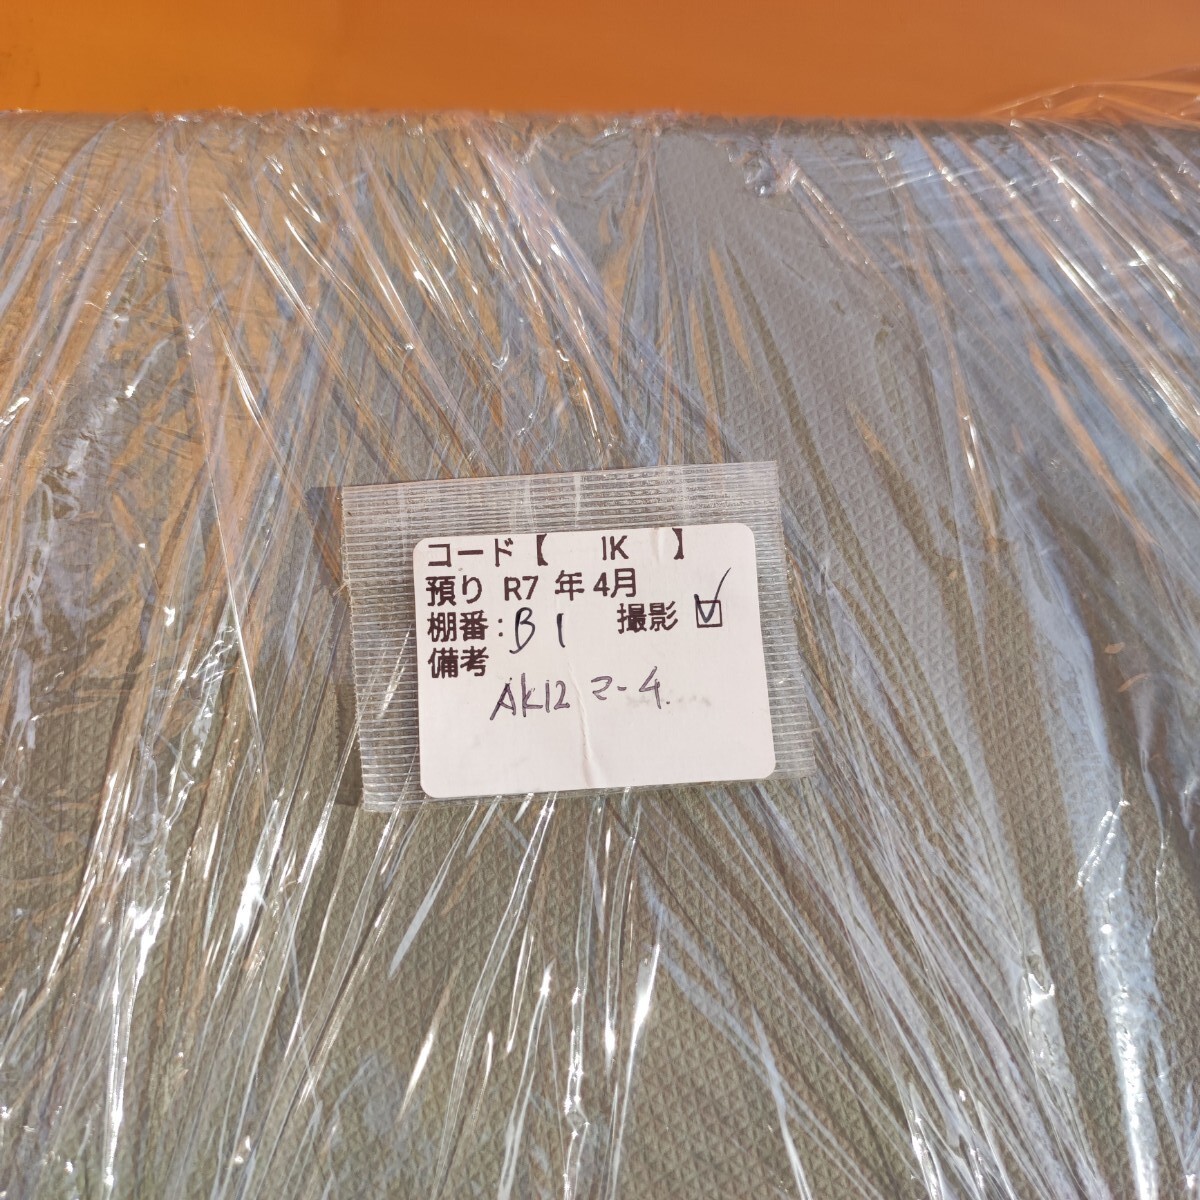 コード【 IK 】
預り R7 年 4月
棚番:B1 撮影 ☑
備考
AK12 マー4